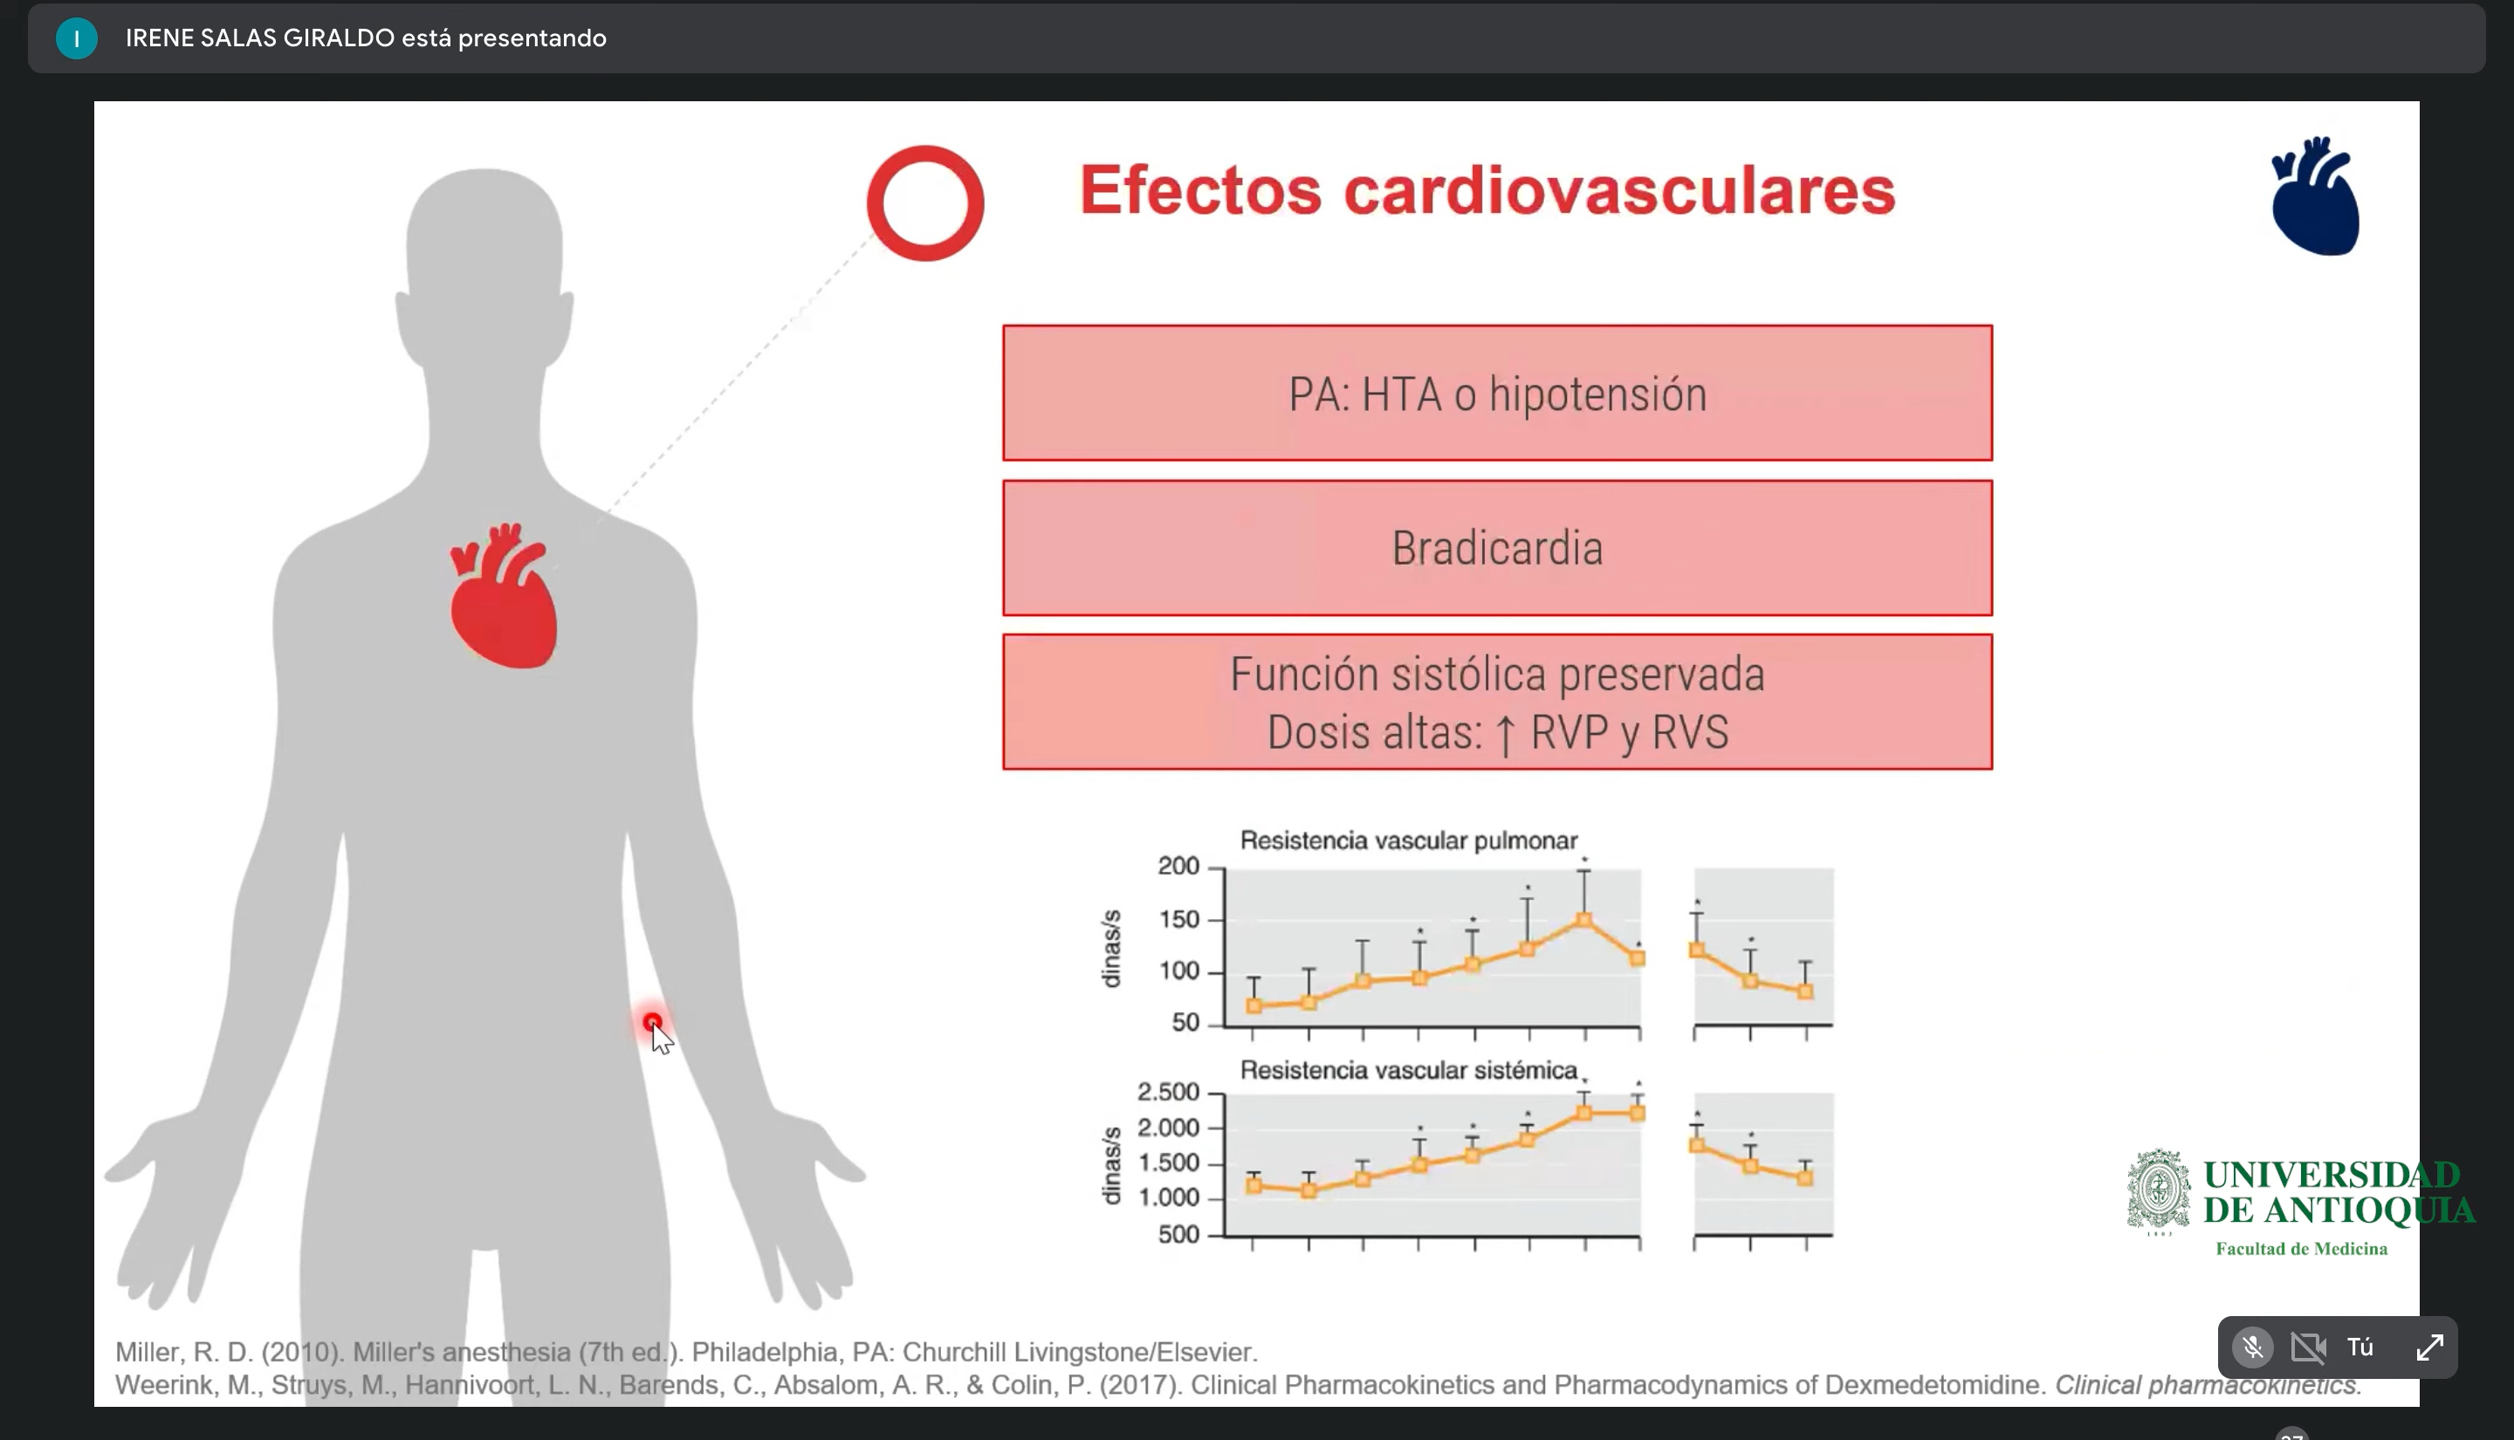 I
IRENE SALAS GIRALDO está presentando
Efectos cardiovasculares
PA: HTA o hipotensión
Bradicardia
Función sistólica preservada
Dosis altas: ↑ RVP y RVS
Resistencia vascular pulmonar
dinas/s
200
150
100
50
Resistencia vascular sistémica
dinas/s
2.500
2.000
1.500
1.000
500
UNIVERSIDAD
DE ANTIOQUIA
1803
Facultad de Medicina
Tú
Miller, R. D. (2010). Miller's anesthesia (7th ed.). Philadelphia, PA: Churchill Livingstone/Elsevier.
Weerink, M., Struys, M., Hannivoort, L. N., Barends, C., Absalom, A. R., & Colin, P. (2017). Clinical Pharmacokinetics and Pharmacodynamics of Dexmedetomidine. Clinical pharmacokinetics.